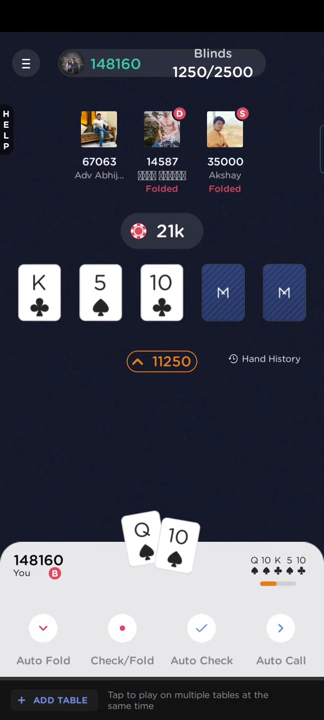 148160
Blinds
1250/2500
H
E
L
P
D
S
67063
14587
35000
Adv Abhij...
Akshay
Folded
Folded
21k
K
5
10
M
M
11250
Hand History
Q
10
148160
You
B
Q 10 K 5 10
Auto Fold
Check/Fold
Auto Check
Auto Call
+ ADD TABLE
Tap to play on multiple tables at the
same time